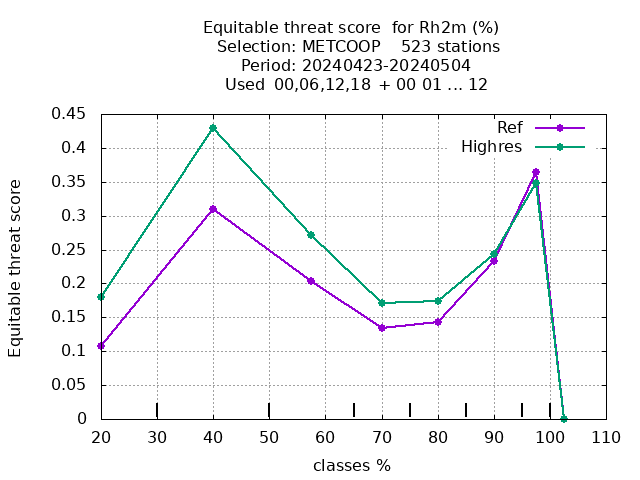 Equitable threat score  for Rh2m (%)
Selection: METCOOP    523 stations
Period: 20240423-20240504
Used  00,06,12,18 + 00 01 ... 12
Ref
Highres
Equitable threat score
0.45
0.4
0.35
0.3
0.25
0.2
0.15
0.1
0.05
0
20 30 40 50 60 70 80 90 100 110
classes %